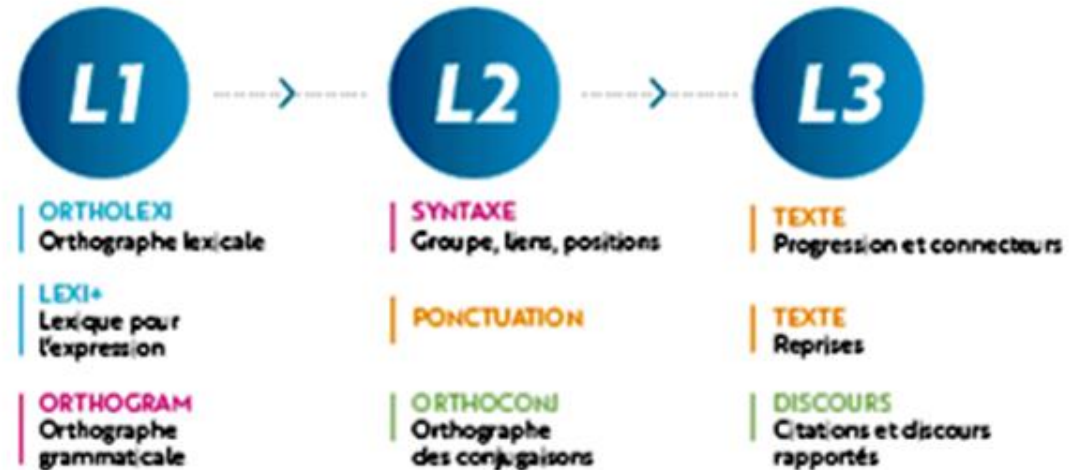 L1
L2
L3
ORTHOLEXI
Orthographe lexicale
LEXI+
Lexique pour
l'expression
ORTHOGRAM
Orthographe
grammaticale
SYNTAXE
Groupe, liens, positions
PONCTUATION
ORTHOCONJ
Orthographe
des conjugaisons
TEXTE
Progression et connecteurs
TEXTE
Reprises
DISCOURS
Citations et discours
rapportés